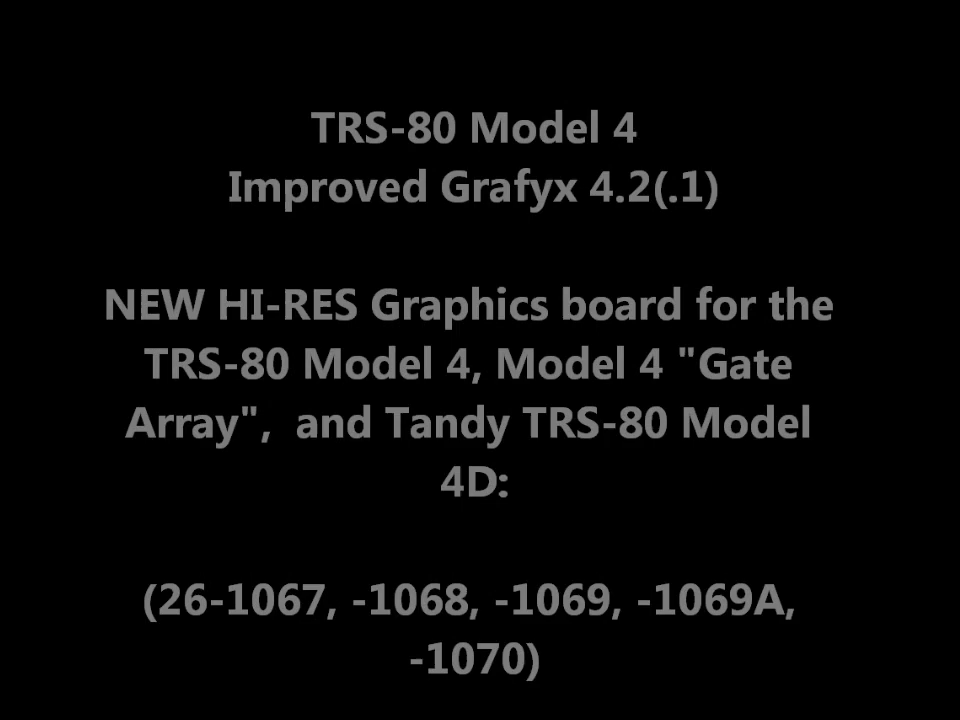 TRS-80 Model 4
Improved Grafyx 4.2(.1)
NEW HI-RES Graphics board for the
TRS-80 Model 4, Model 4 "Gate
Array",  and Tandy TRS-80 Model
4D:
(26-1067, -1068, -1069, -1069A,
-1070)